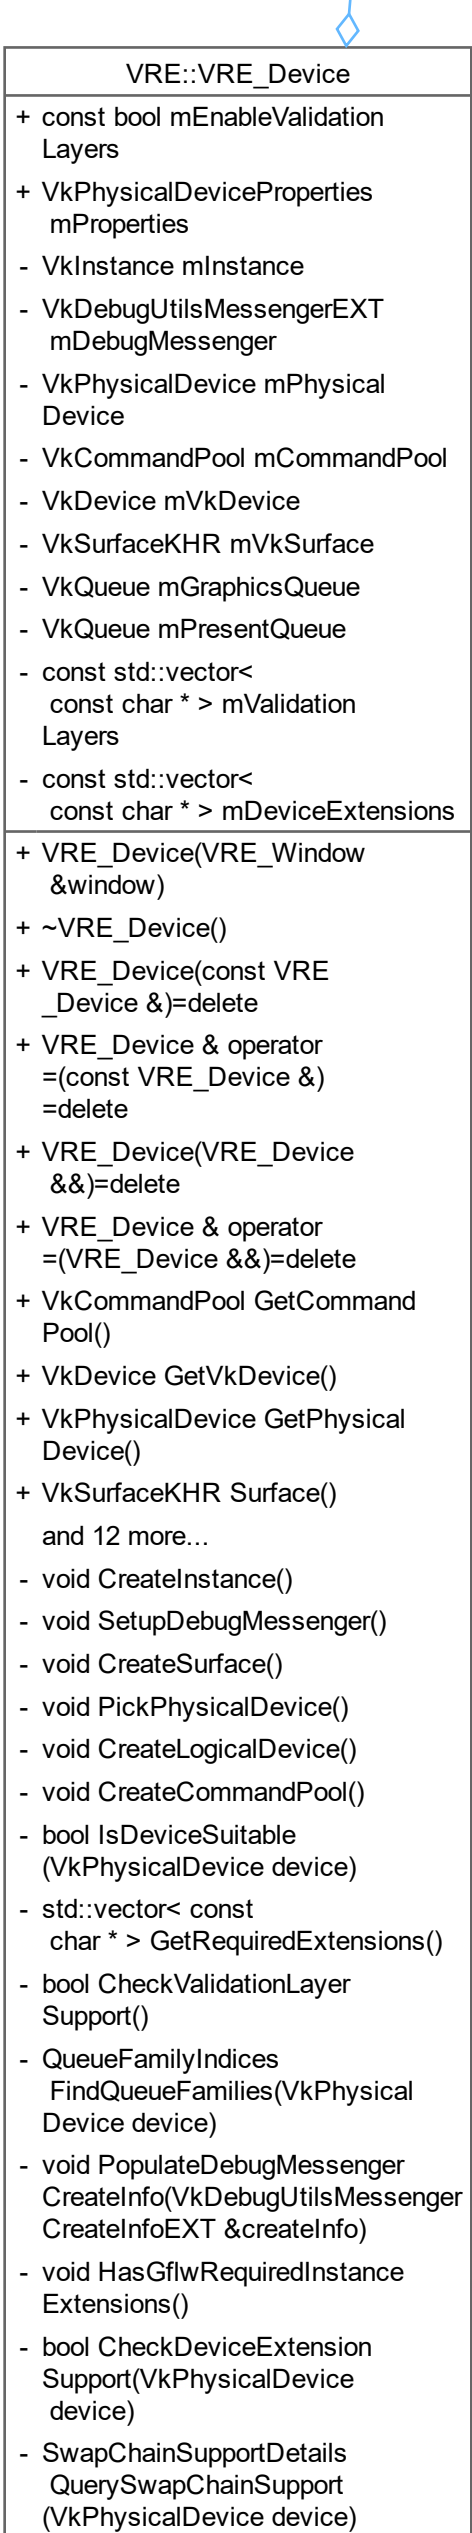 VRE::VRE_Device
+ const bool mEnableValidation
Layers
+ VkPhysicalDeviceProperties
mProperties
- VkInstance mInstance
- VkDebugUtilsMessengerEXT
mDebugMessenger
- VkPhysicalDevice mPhysical
Device
- VkCommandPool mCommandPool
- VkDevice mVkDevice
- VkSurfaceKHR mVkSurface
- VkQueue mGraphicsQueue
- VkQueue mPresentQueue
- const std::vector<
const char * > mValidation
Layers
- const std::vector<
const char * > mDeviceExtensions
+ VRE_Device(VRE_Window
&window)
+ ~VRE_Device()
+ VRE_Device(const VRE
_Device &)=delete
+ VRE_Device & operator
=(const VRE_Device &)
=delete
+ VRE_Device(VRE_Device
&&)=delete
+ VRE_Device & operator
=(VRE_Device &&)=delete
+ VkCommandPool GetCommand
Pool()
+ VkDevice GetVkDevice()
+ VkPhysicalDevice GetPhysical
Device()
+ VkSurfaceKHR Surface()
and 12 more...
- void CreateInstance()
- void SetupDebugMessenger()
- void CreateSurface()
- void PickPhysicalDevice()
- void CreateLogicalDevice()
- void CreateCommandPool()
- bool IsDeviceSuitable
(VkPhysicalDevice device)
- std::vector< const
char * > GetRequiredExtensions()
- bool CheckValidationLayer
Support()
- QueueFamilyIndices
FindQueueFamilies(VkPhysical
Device device)
- void PopulateDebugMessenger
CreateInfo(VkDebugUtilsMessenger
CreateInfoEXT &createInfo)
- void HasGflwRequiredInstance
Extensions()
- bool CheckDeviceExtension
Support(VkPhysicalDevice
device)
- SwapChainSupportDetails
QuerySwapChainSupport
(VkPhysicalDevice device)